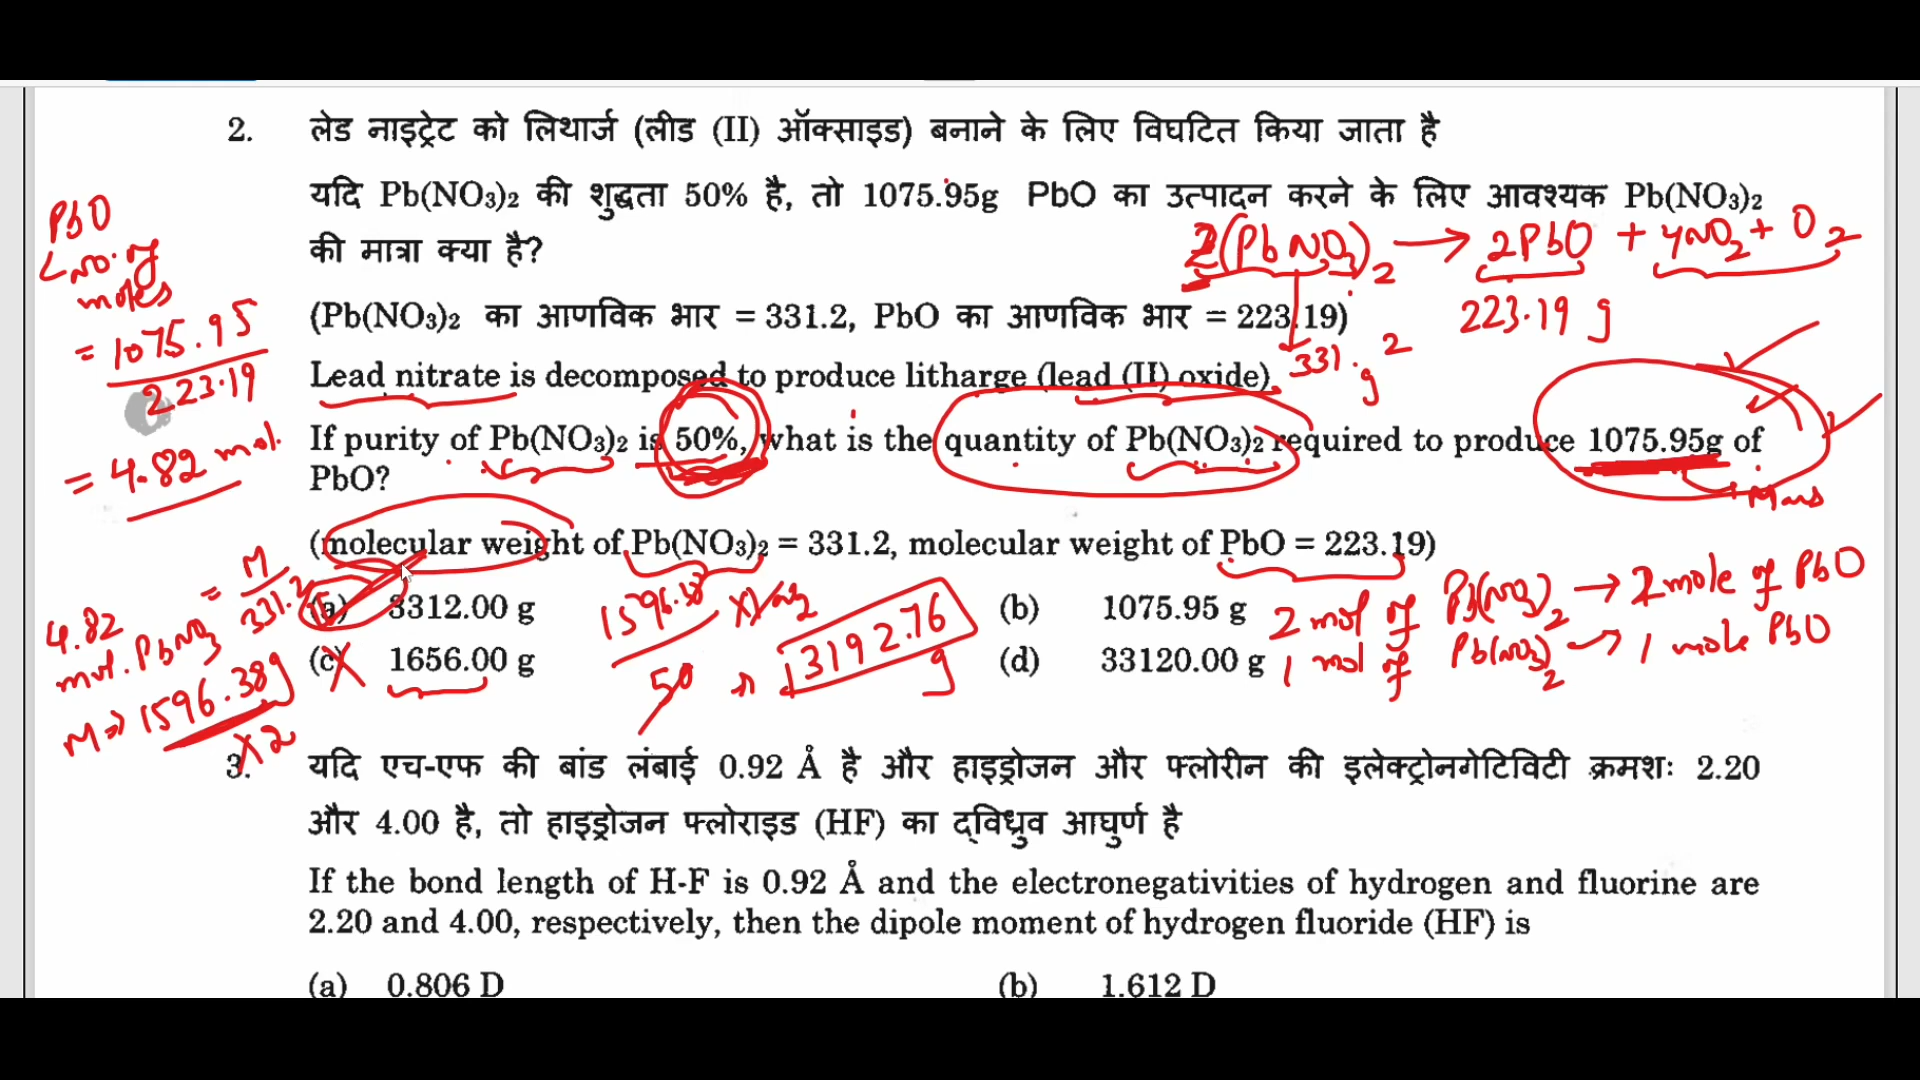 2. लेड नाइट्रेट को लिथार्ज (लीड (II) ऑक्साइड) बनाने के लिए विघटित किया जाता है
यदि Pb(NO3)2 की शुद्धता 50% है, तो 1075.95g PbO का उत्पादन करने के लिए आवश्यक Pb(NO3)2
की मात्रा क्या है?
2(PbNO3)2 → 2PbO + 4NO2 + O2
223.19 g
331.2 g
(Pb(NO3)2 का आणविक भार = 331.2, PbO का आणविक भार = 223.19)
PbO
No. of
moles
= 1075.95
223.19
= 4.82 mol.
Lead nitrate is decomposed to produce litharge (lead (II) oxide).
If purity of Pb(NO3)2 is 50%, what is the quantity of Pb(NO3)2 required to produce 1075.95g of
PbO?
Mass
(molecular weight of Pb(NO3)2 = 331.2, molecular weight of PbO = 223.19)
(a) 3312.00 g
(b) 1075.95 g
(c) 1656.00 g
(d) 33120.00 g
4.82
mol. PbNO3
= M
331.2
M ⇒ 1596.38g
X2
1596.38
50
3192.76
g
2 mol of Pb(NO3)2 → 2 mole of PbO
1 mol of Pb(NO3)2 → 1 mole PbO
3. यदि एच-एफ की बांड लंबाई 0.92 Å है और हाइड्रोजन और फ्लोरीन की इलेक्ट्रोनगेटिविटी क्रमशः 2.20
और 4.00 है, तो हाइड्रोजन फ्लोराइड (HF) का द्विध्रुव आघुर्ण है
If the bond length of H-F is 0.92 Å and the electronegativities of hydrogen and fluorine are
2.20 and 4.00, respectively, then the dipole moment of hydrogen fluoride (HF) is
(a) 0.806 D
(b) 1.612 D